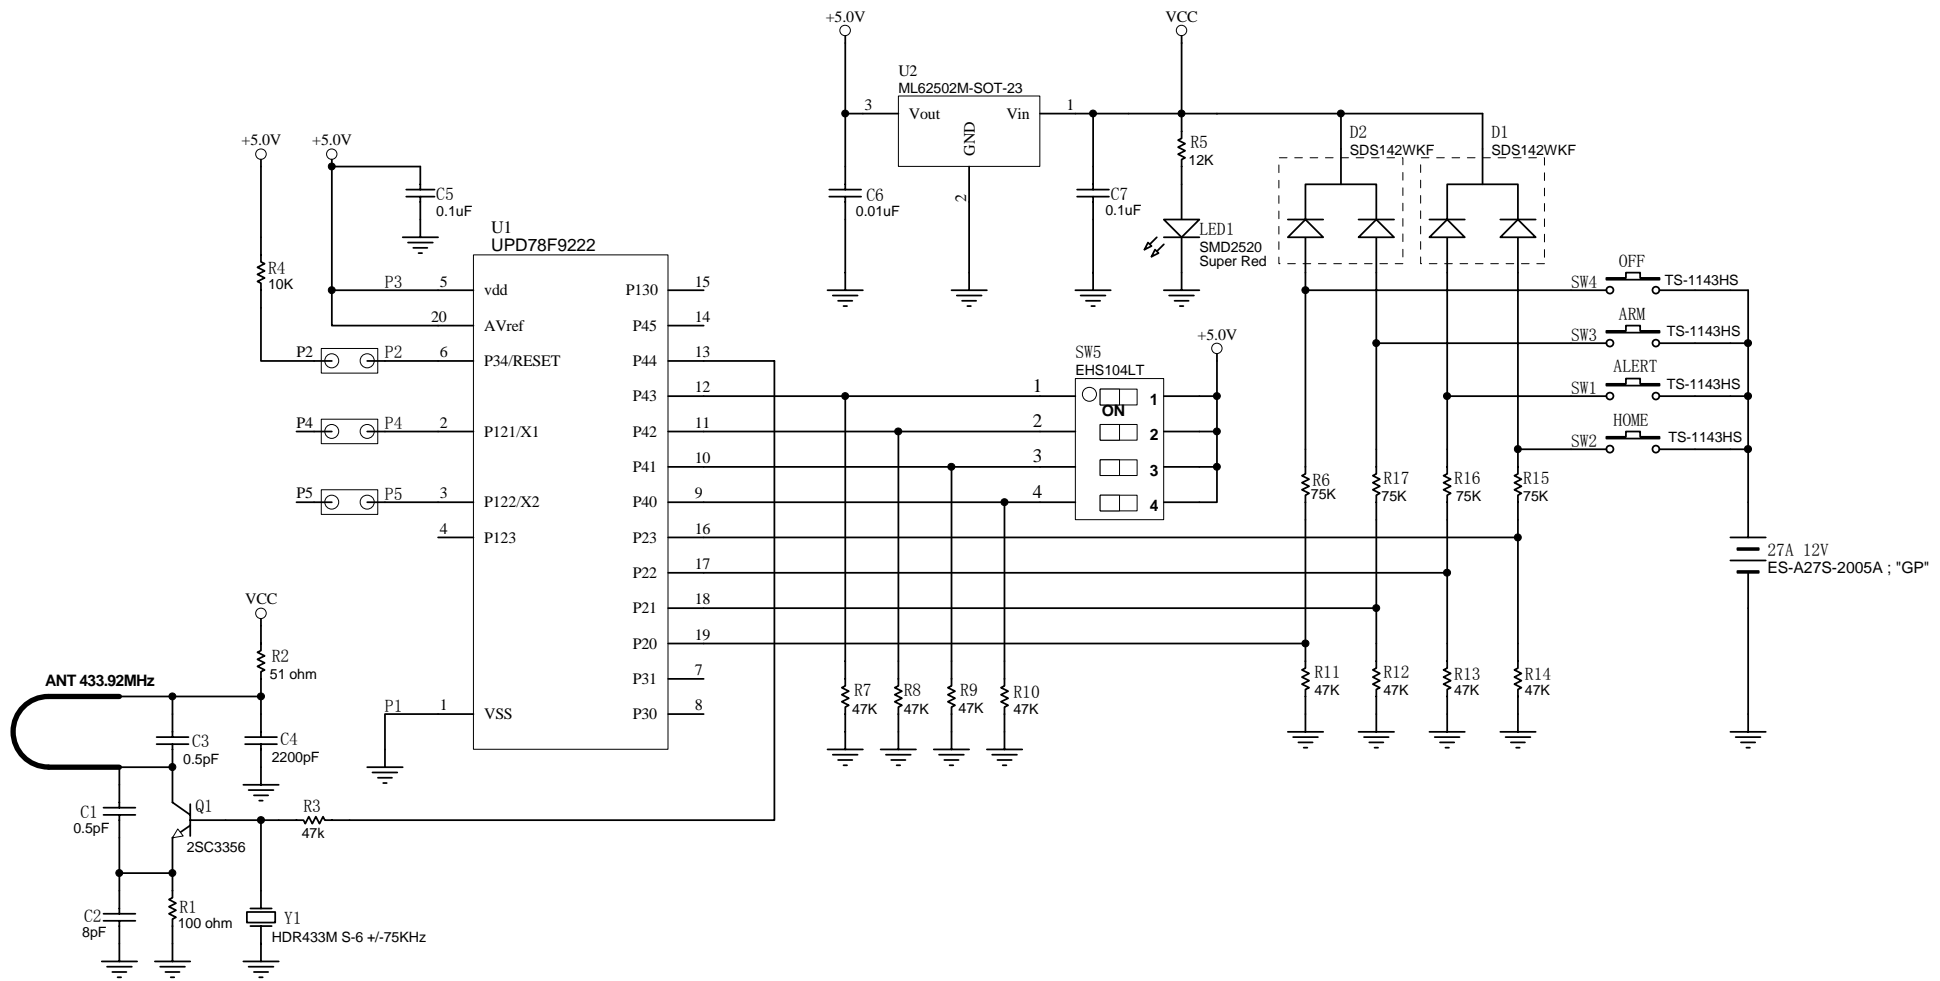 +5.0V
VCC
U2
ML62502M-SOT-23
3
Vout
Vin
1
GND
2
C6
0.01uF
C7
0.1uF
R5
12K
LED1
SMD2520
Super Red
D2
SDS142WKF
D1
SDS142WKF
+5.0V
+5.0V
C5
0.1uF
R4
10K
U1
UPD78F9222
P3
5
vdd
20
AVref
P2
P2
6
P34/RESET
P4
P4
2
P121/X1
P5
P5
3
P122/X2
4
P123
P1
1
VSS
P130
15
P45
14
P44
13
P43
12
P42
11
P41
10
P40
9
P23
16
P22
17
P21
18
P20
19
P31
7
P30
8
+5.0V
SW5
EHS104LT
1
2
3
4
ON
1
2
3
4
OFF
SW4
TS-1143HS
ARM
SW3
TS-1143HS
ALERT
SW1
TS-1143HS
HOME
SW2
TS-1143HS
R6
75K
R17
75K
R16
75K
R15
75K
27A 12V
ES-A27S-2005A ; "GP"
R7
47K
R8
47K
R9
47K
R10
47K
R11
47K
R12
47K
R13
47K
R14
47K
VCC
R2
51 ohm
ANT 433.92MHz
C3
0.5pF
C4
2200pF
C1
0.5pF
Q1
2SC3356
R3
47k
C2
8pF
R1
100 ohm
Y1
HDR433M S-6 +/-75KHz